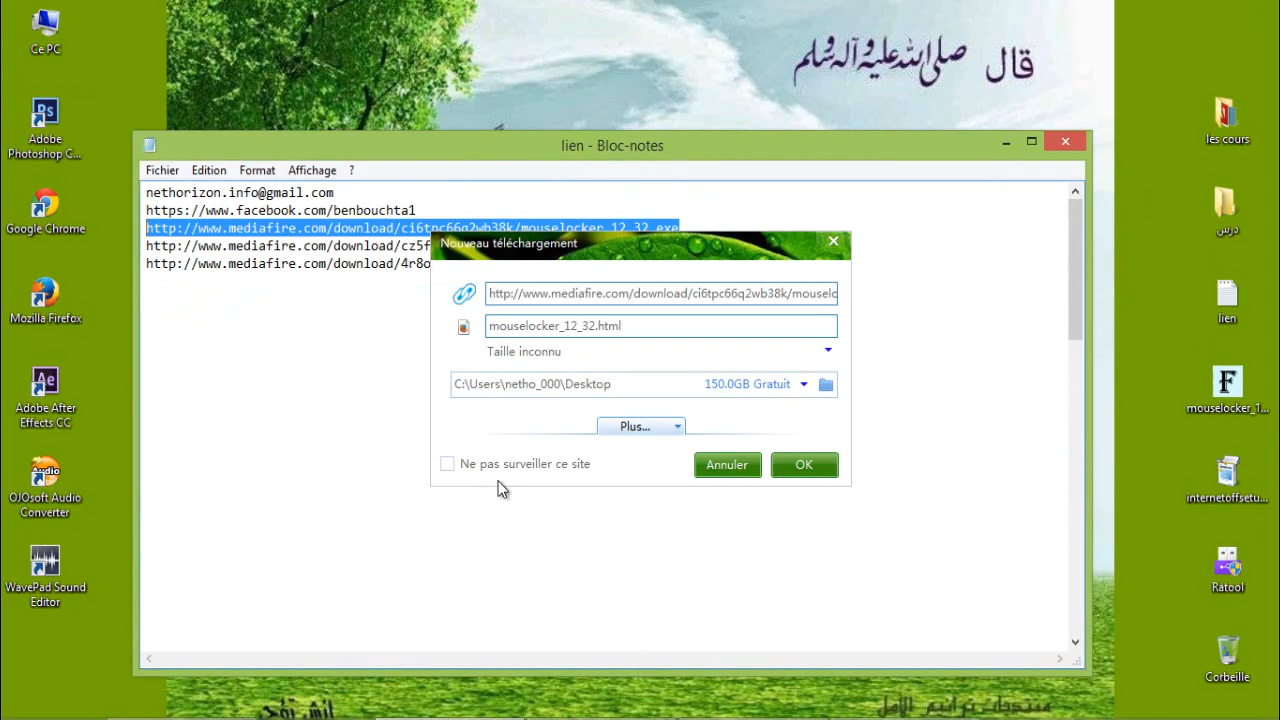 قال صلى الله عليه وآله وسلم
Ce PC
Adobe
Photoshop C...
Google Chrome
Mozilla Firefox
Adobe After
Effects CC
OJOsoft Audio
Converter
WavePad Sound
Editor
lien - Bloc-notes
Fichier Edition Format Affichage ?
nethorizon.info@gmail.com
https://www.facebook.com/benbouchta1
http://www.mediafire.com/download/ci6tpc66q2wb38k/mouselocker_12_32.exe
http://www.mediafire.com/download/cz5f
http://www.mediafire.com/download/4r8o
Nouveau téléchargement
http://www.mediafire.com/download/ci6tpc66q2wb38k/mouselo
mouselocker_12_32.html
Taille inconnu
C:\Users\netho_000\Desktop 150.0GB Gratuit
Plus...
Ne pas surveiller ce site
Annuler OK
les cours
درس
lien
F
mouselocker_1...
internetoffsetu...
Ratool
Corbeille